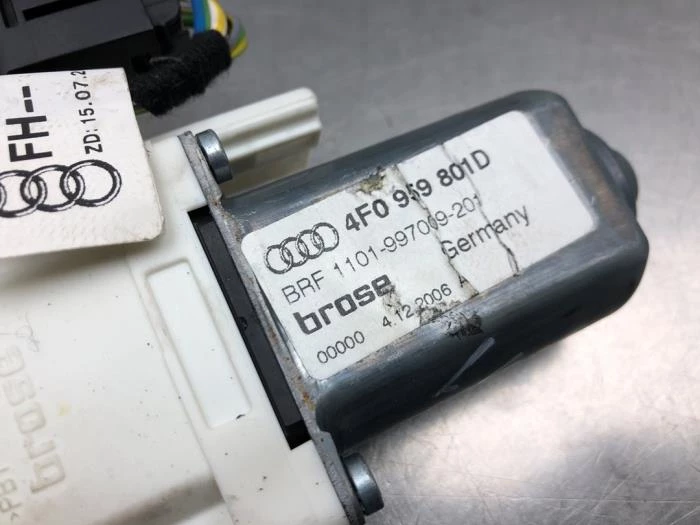 FH--
ZD: 15.07.2
4F0 959 801D
BRF 1101-997009-201
brose Germany
00000 4.12.2006 A
brose
>PBT